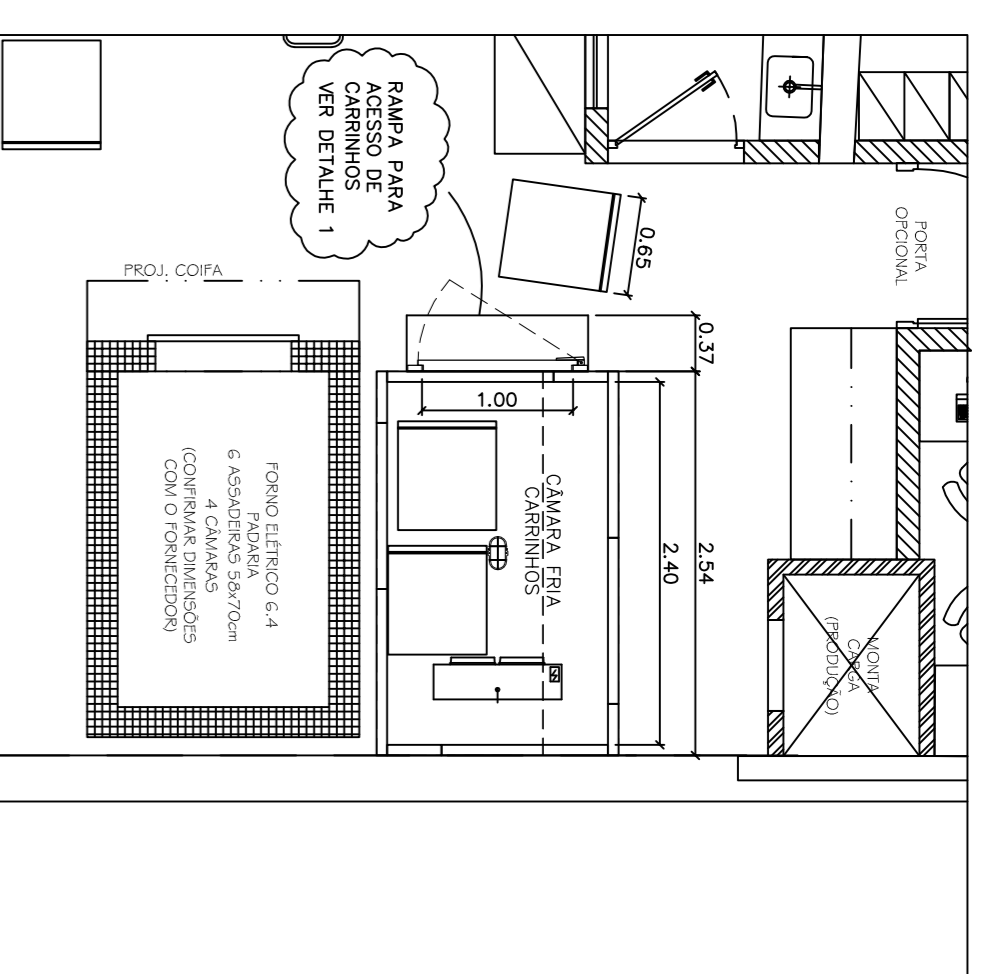 RAMPA PARA
ACESSO DE
CARRINHOS
VER DETALHE 1
0.65
PORTA
OPCIONAL
PROJ. COIFA
0.37
1.00
CÂMARA FRIA
CARRINHOS
2.54
2.40
FORNO ELÉTRICO 6.4
PADARIA
6 ASSADEIRAS 58x70cm
4 CÂMARAS
(CONFIRMAR DIMENSÕES
COM O FORNECEDOR)
MONTA
CARGA
(PRODUÇÃO)